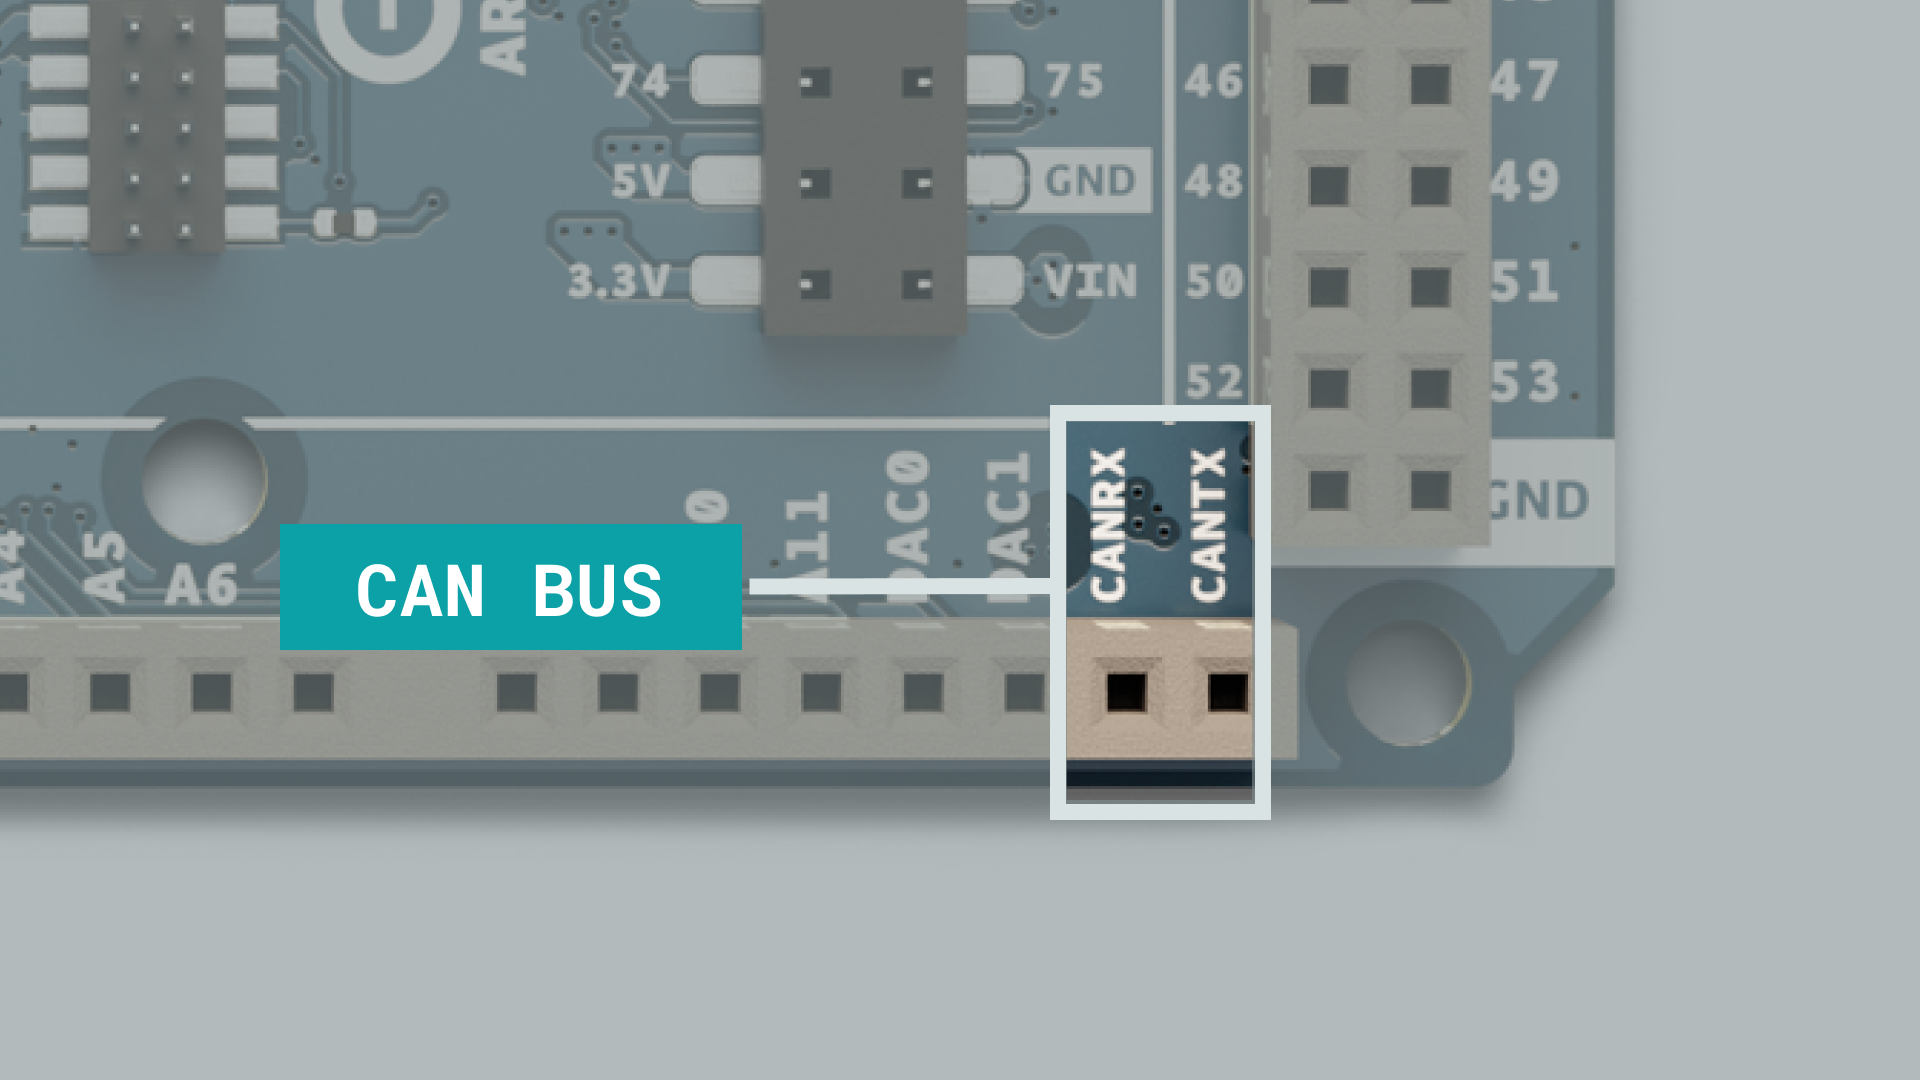 AR
74
75
46
47
5V
GND
48
49
3.3V
VIN
50
51
52
53
GND
A4
A5
A6
0
A11
DAC0
DAC1
CANRX
CANTX
CAN BUS